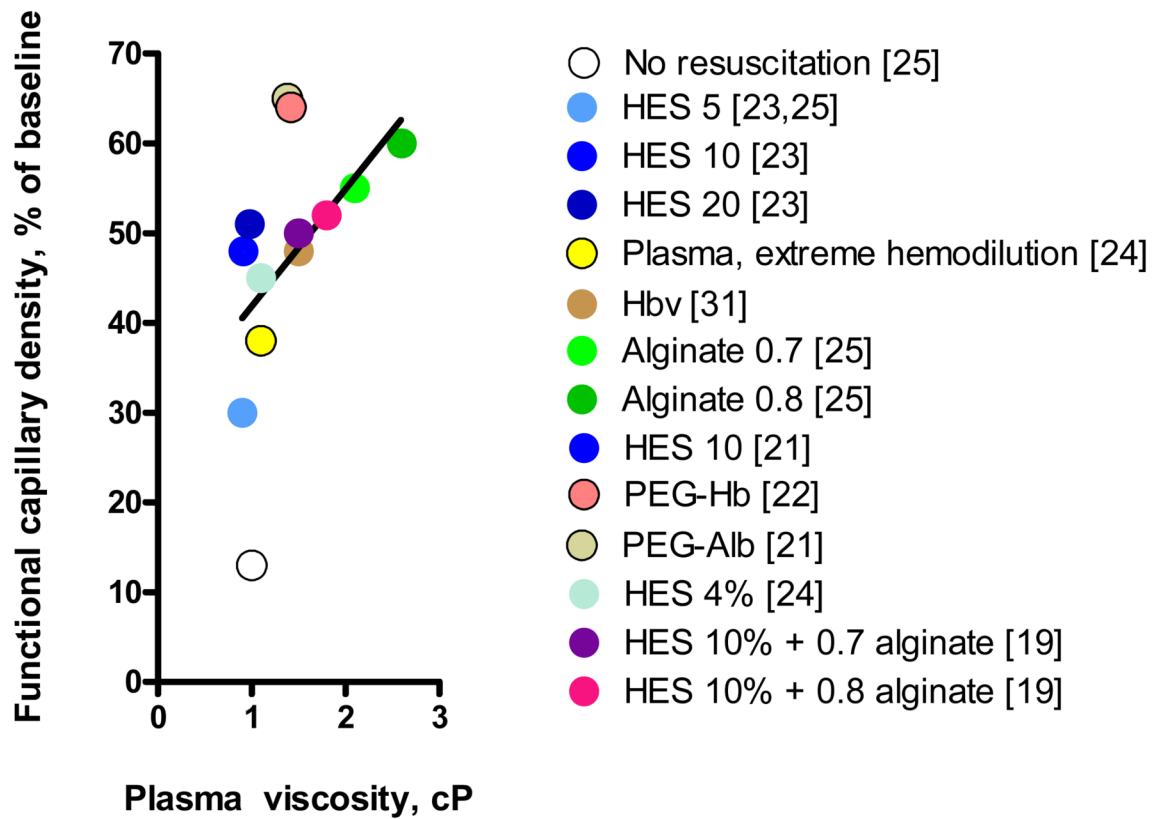 Functional capillary density, % of baseline
70
60
50
40
30
20
10
0
0 1 2 3
Plasma viscosity, cP
No resuscitation [25]
HES 5 [23,25]
HES 10 [23]
HES 20 [23]
Plasma, extreme hemodilution [24]
Hbv [31]
Alginate 0.7 [25]
Alginate 0.8 [25]
HES 10 [21]
PEG-Hb [22]
PEG-Alb [21]
HES 4% [24]
HES 10% + 0.7 alginate [19]
HES 10% + 0.8 alginate [19]